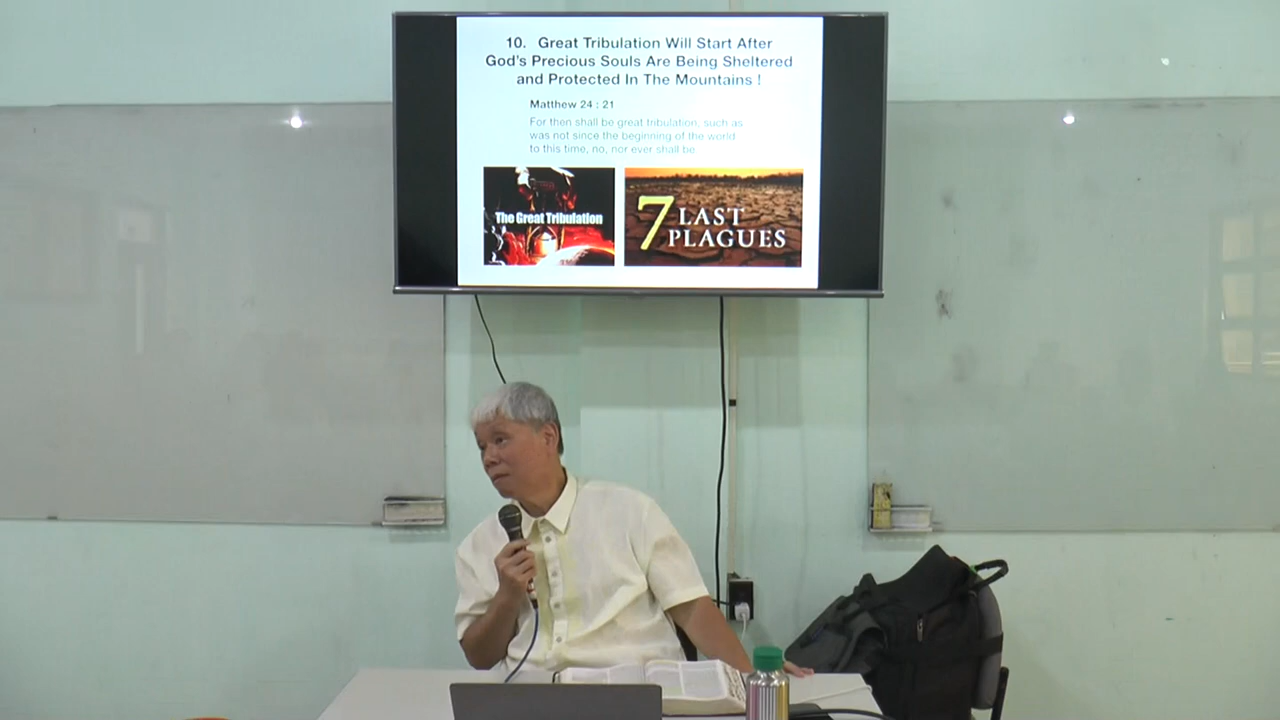 10. Great Tribulation Will Start After
God's Precious Souls Are Being Sheltered
and Protected In The Mountains !
Matthew 24 : 21
For then shall be great tribulation, such as
was not since the beginning of the world
to this time, no, nor ever shall be.
The Great Tribulation
7 LAST
PLAGUES